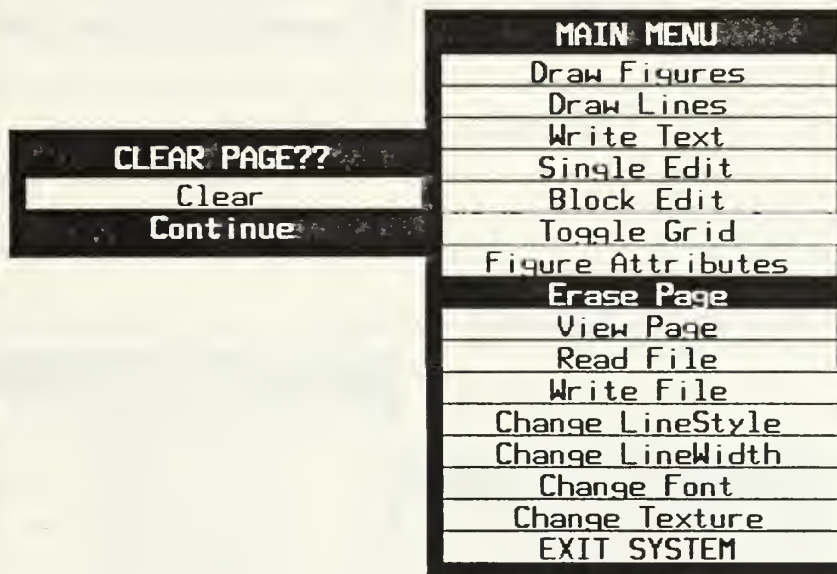 MAIN MENU
Draw Figures
Draw Lines
Write Text
Single Edit
Block Edit
Toggle Grid
Figure Attributes
Erase Page
View Page
Read File
Write File
Change LineStyle
Change LineWidth
Change Font
Change Texture
EXIT SYSTEM
CLEAR PAGE??
Clear
Continue